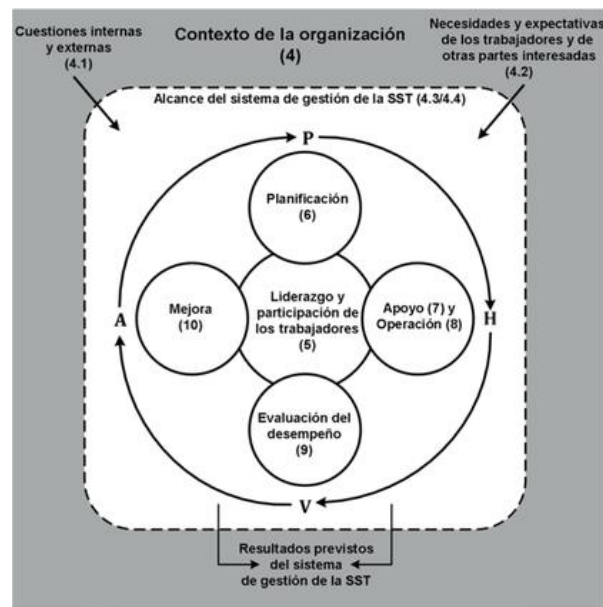 Cuestiones internas
y externas
(4.1)
Contexto de la organización
(4)
Necesidades y expectativas
de los trabajadores y de
otras partes interesadas
(4.2)
Alcance del sistema de gestión de la SST (4.3/4.4)
P
Planificación
(6)
A
Mejora
(10)
Liderazgo y
participación de
los trabajadores
(5)
Apoyo (7) y
Operación (8)
H
Evaluación del
desempeño
(9)
V
Resultados previstos
del sistema
de gestión de la SST